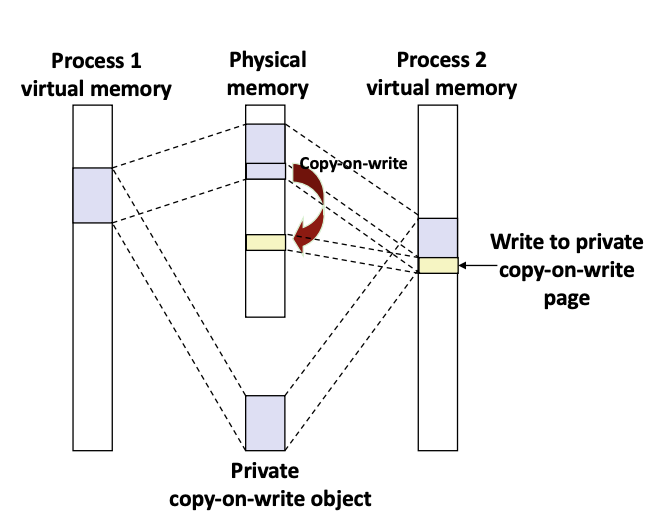 Process 1
virtual memory
Physical
memory
Process 2
virtual memory
Copy-on-write
Write to private
copy-on-write
page
Private
copy-on-write object